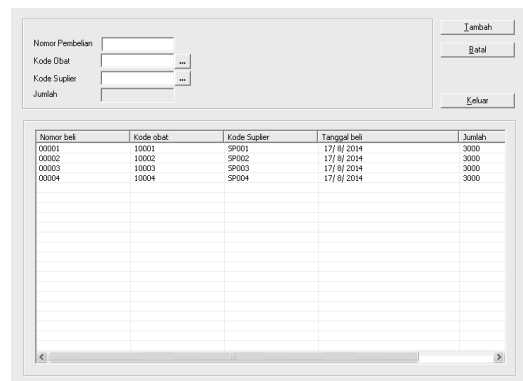 Nomor Pembelian
Kode Obat ...
Kode Suplier ...
Jumlah
Tambah
Batal
Keluar
Nomor beli Kode obat Kode Suplier Tanggal beli Jumlah
00001 10001 SP001 17/ 8/ 2014 3000
00002 10002 SP002 17/ 8/ 2014 3000
00003 10003 SP003 17/ 8/ 2014 3000
00004 10004 SP004 17/ 8/ 2014 3000